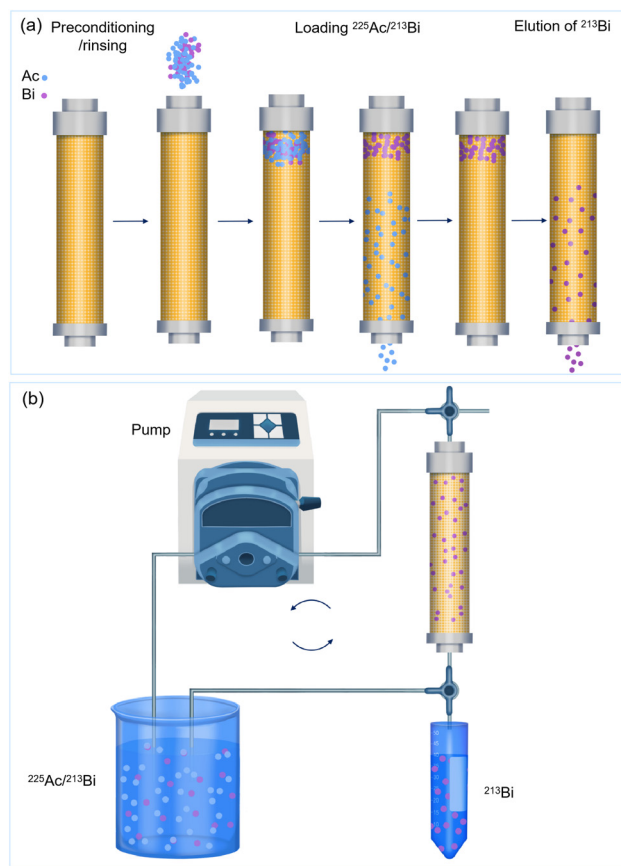 (a)
Preconditioning
/rinsing
Loading ²²⁵Ac/²¹³Bi
Elution of ²¹³Bi
Ac
Bi
(b)
Pump
²²⁵Ac/²¹³Bi
²¹³Bi